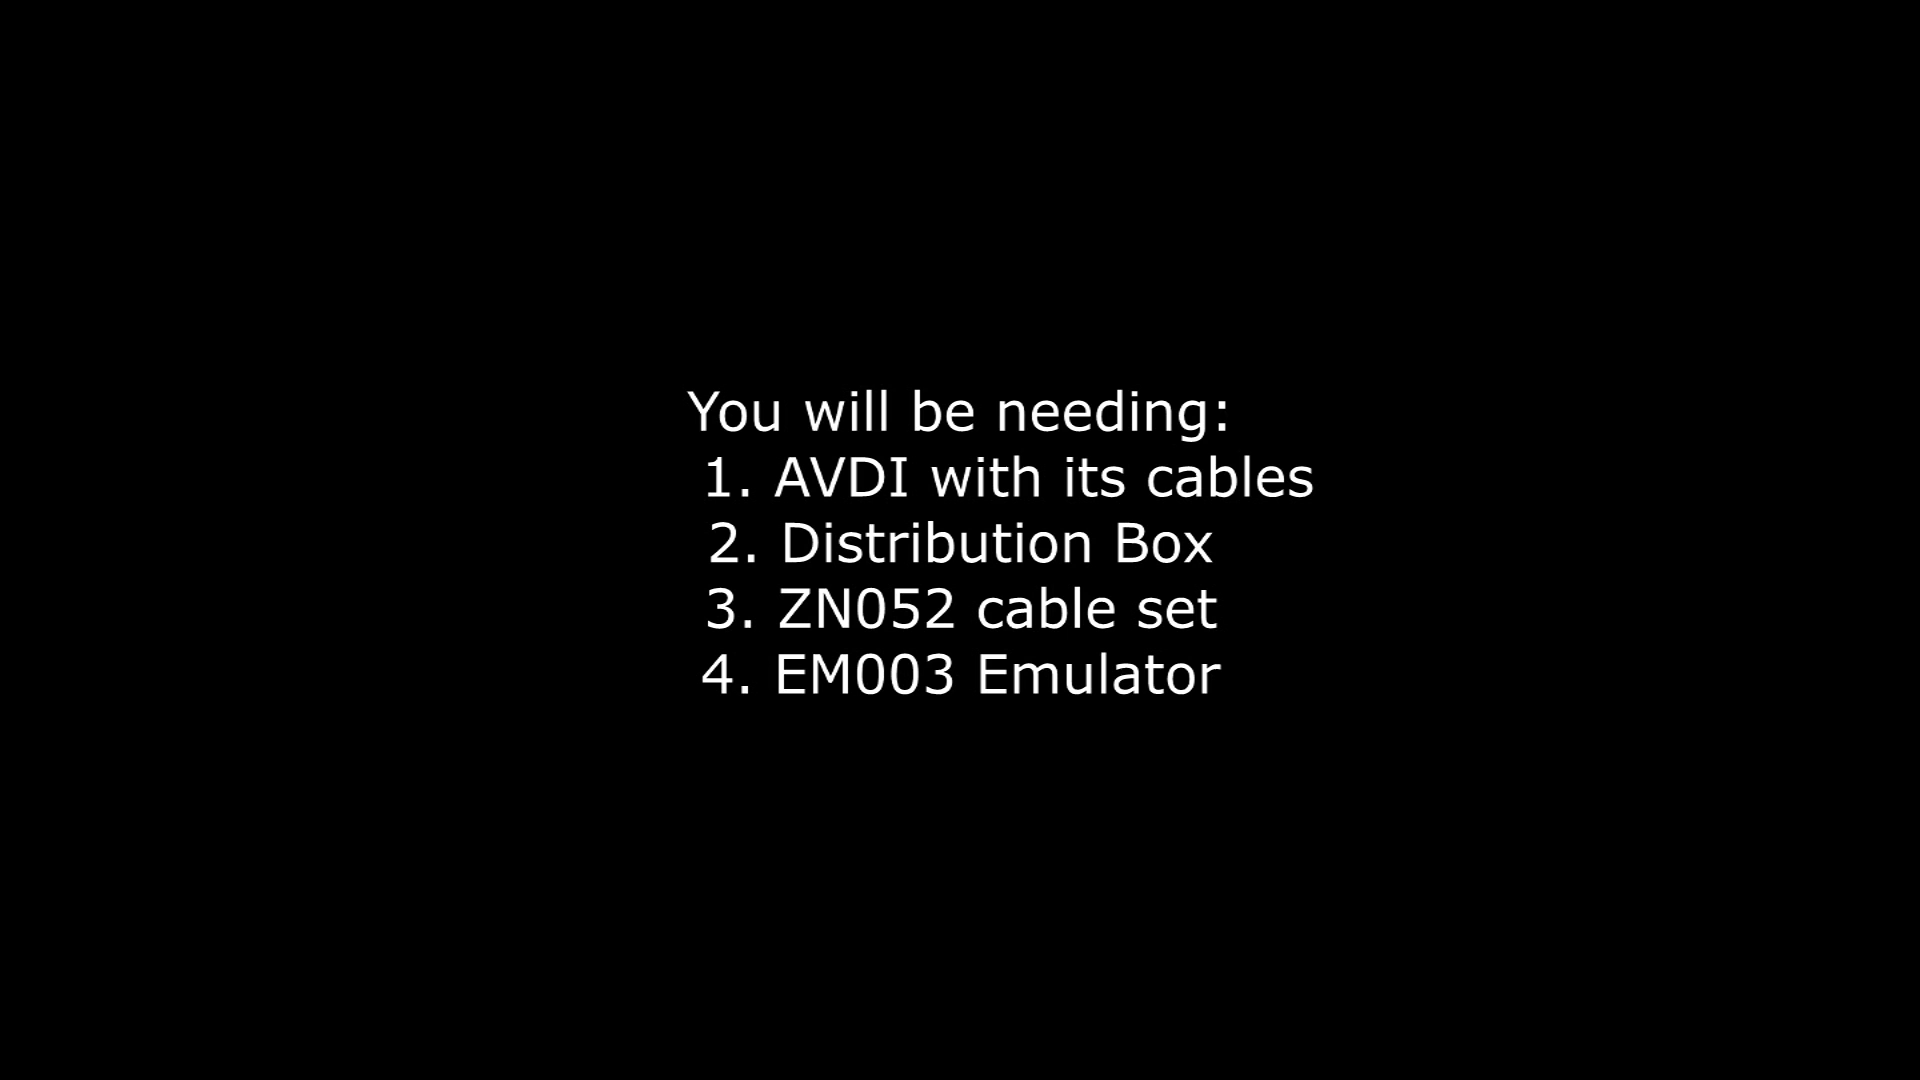 You will be needing:
1. AVDI with its cables
2. Distribution Box
3. ZN052 cable set
4. EM003 Emulator